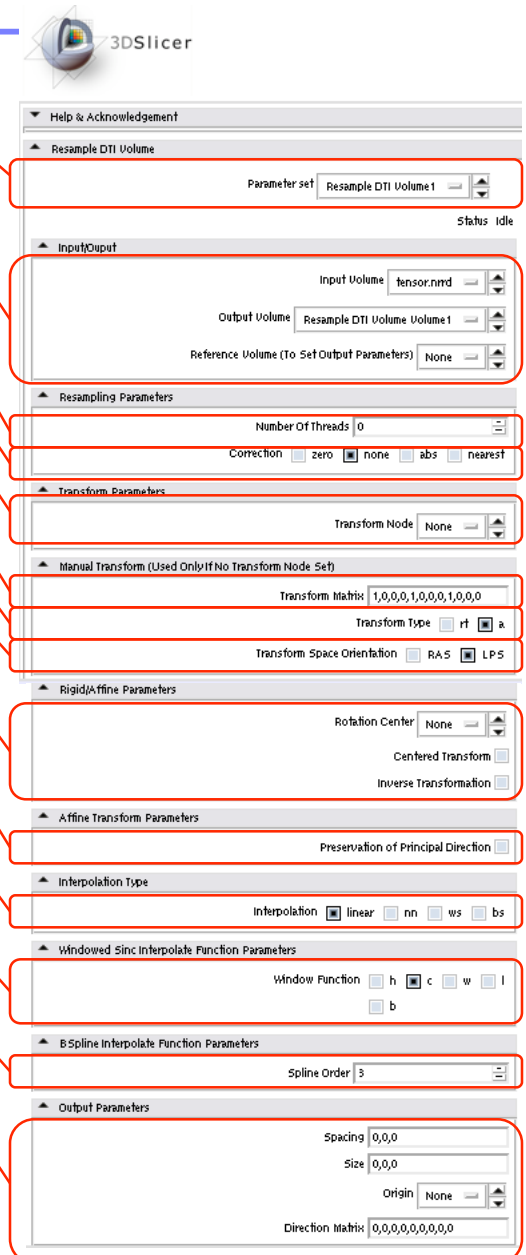 3DSlicer
Help & Acknowledgement
Resample DTI Volume
Parameter set Resample DTI Volume1
Status Idle
Input/Ouput
Input Volume tensor.nrrd
Output Volume Resample DTI Volume Volume1
Reference Volume (To Set Output Parameters) None
Resampling Parameters
Number Of Threads 0
Correction zero none abs nearest
Transform Parameters
Transform Node None
Manual Transform (Used Only If No Transform Node Set)
Transform Matrix 1,0,0,0,1,0,0,0,1,0,0,0
Transform Type rt a
Transform Space Orientation RAS LPS
Rigid/Affine Parameters
Rotation Center None
Centered Transform
Inverse Transformation
Affine Transform Parameters
Preservation of Principal Direction
Interpolation Type
Interpolation linear nn ws bs
Windowed Sinc Interpolate Function Parameters
Window Function h c w l
b
BSpline Interpolate Function Parameters
Spline Order 3
Output Parameters
Spacing 0,0,0
Size 0,0,0
Origin None
Direction Matrix 0,0,0,0,0,0,0,0,0